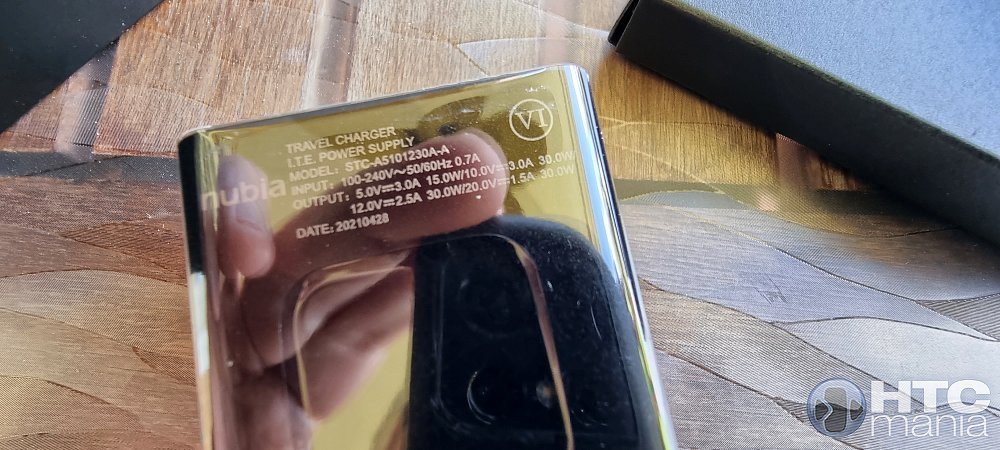 nubia
TRAVEL CHARGER
I.T.E. POWER SUPPLY
MODEL: STC-A5101230A-A
INPUT: 100-240V～50/60Hz 0.7A
OUTPUT: 5.0V⎓3.0A 15.0W/10.0V⎓3.0A 30.0W/
12.0V⎓2.5A 30.0W/20.0V⎓1.5A 30.0W
DATE: 20210428
VI
HTC
mania